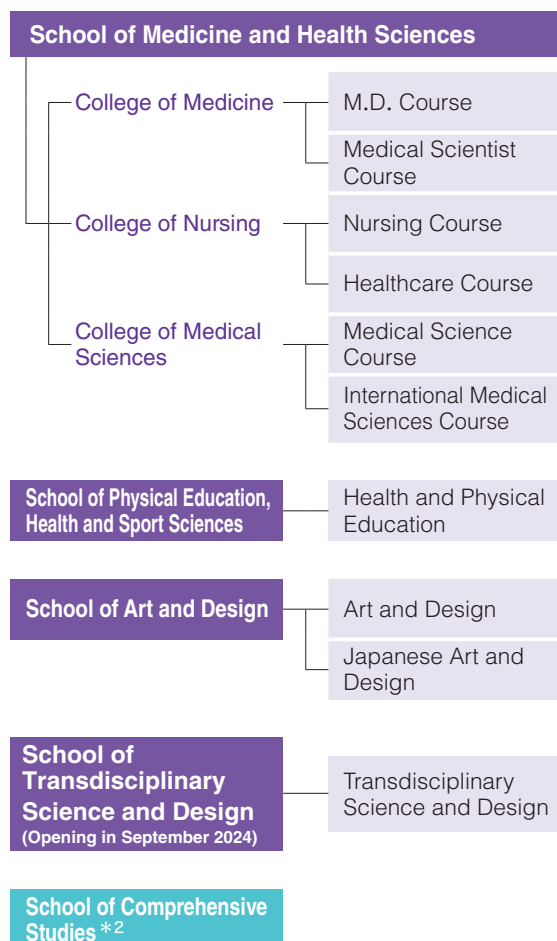 School of Medicine and Health Sciences
College of Medicine
M.D. Course
Medical Scientist
Course
College of Nursing
Nursing Course
Healthcare Course
College of Medical
Sciences
Medical Science
Course
International Medical
Sciences Course
School of Physical Education,
Health and Sport Sciences
Health and Physical
Education
School of Art and Design
Art and Design
Japanese Art and
Design
School of
Transdisciplinary
Science and Design
(Opening in September 2024)
Transdisciplinary
Science and Design
School of Comprehensive
Studies *2